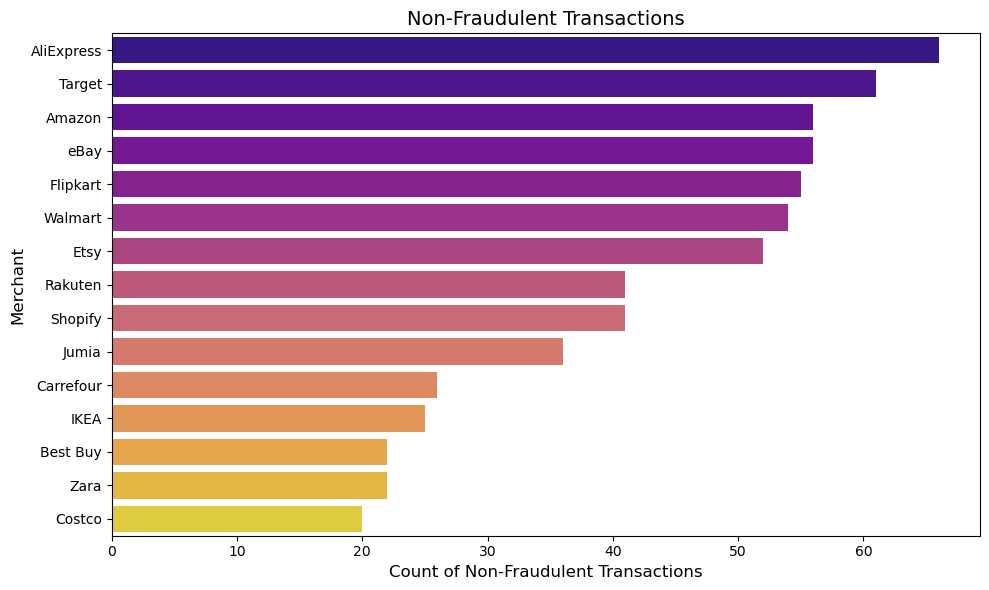 Non-Fraudulent Transactions
AliExpress
Target
Amazon
eBay
Flipkart
Walmart
Etsy
Rakuten
Shopify
Jumia
Carrefour
IKEA
Best Buy
Zara
Costco
Merchant
0 10 20 30 40 50 60
Count of Non-Fraudulent Transactions